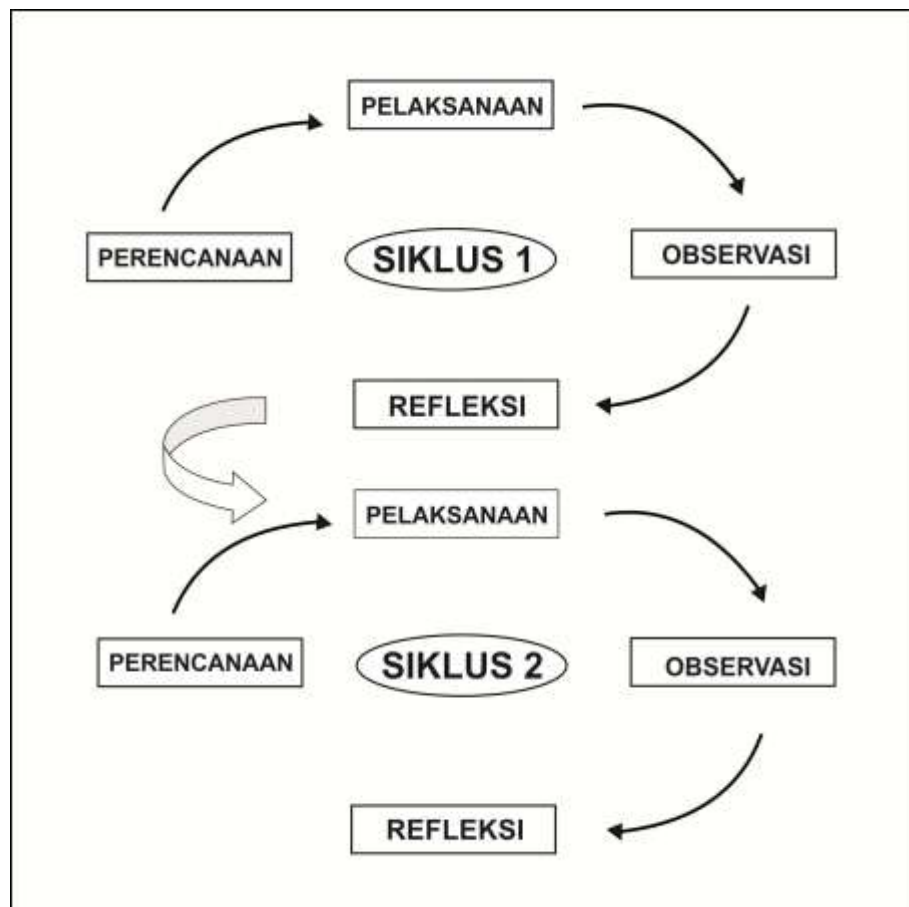 PELAKSANAAN
PERENCANAAN
SIKLUS 1
OBSERVASI
REFLEKSI
PELAKSANAAN
PERENCANAAN
SIKLUS 2
OBSERVASI
REFLEKSI